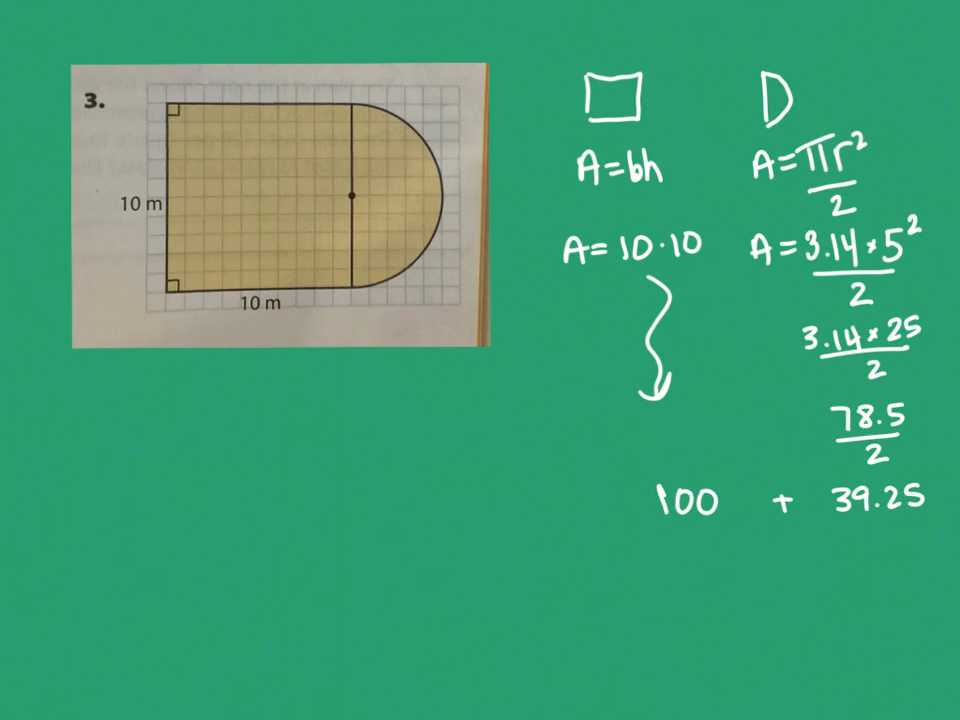 3.
10 m
10 m
A=bh
A=πr²/2
A=10·10
A=3.14×5²/2
3.14×25/2
78.5/2
100 + 39.25